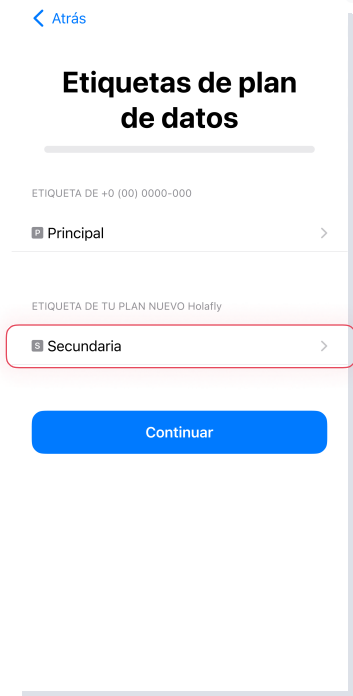 Atrás
Etiquetas de plan
de datos
ETIQUETA DE +0 (00) 0000-000
P Principal
ETIQUETA DE TU PLAN NUEVO Holafly
S Secundaria
Continuar